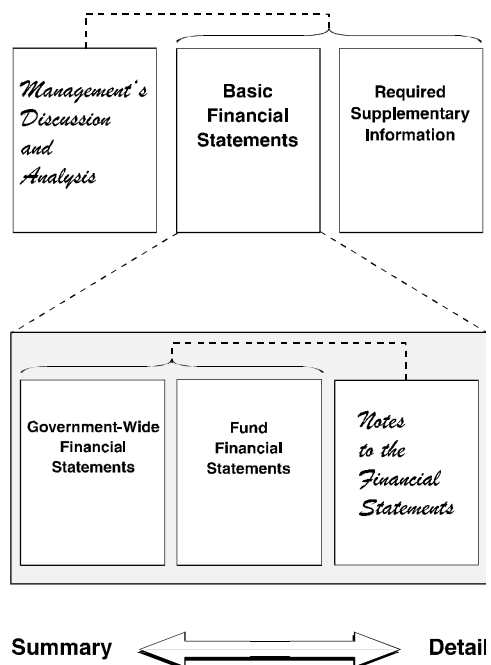 Management's
Discussion
and
Analysis
Basic
Financial
Statements
Required
Supplementary
Information
Government-Wide
Financial
Statements
Fund
Financial
Statements
Notes
to the
Financial
Statements
Summary
Detail